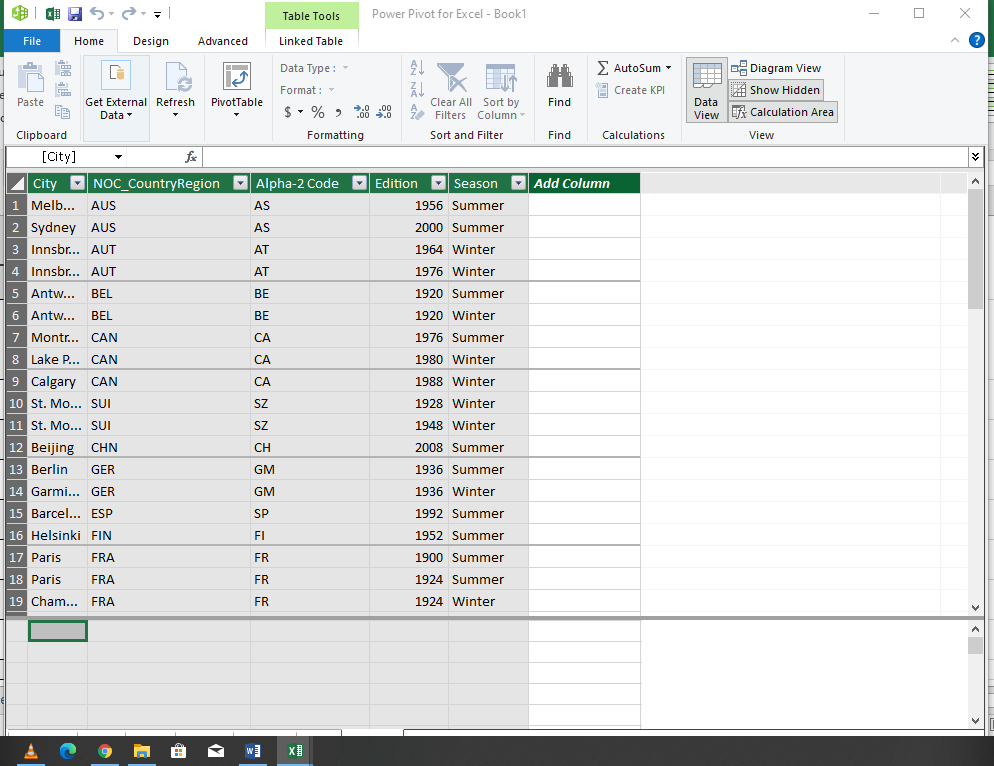 Table Tools
Power Pivot for Excel - Book1
File
Home
Design
Advanced
Linked Table
Paste
Clipboard
Get External
Data
Refresh
PivotTable
Data Type :
Format :
$ % ,
.00
.00
Formatting
Clear All
Filters
Sort by
Column
Sort and Filter
Find
Find
∑ AutoSum
Create KPI
Calculations
Data
View
Diagram View
Show Hidden
Calculation Area
View
[City] fx
City NOC_CountryRegion Alpha-2 Code Edition Season Add Column
1 Melb... AUS AS 1956 Summer
2 Sydney AUS AS 2000 Summer
3 Innsbr... AUT AT 1964 Winter
4 Innsbr... AUT AT 1976 Winter
5 Antw... BEL BE 1920 Summer
6 Antw... BEL BE 1920 Winter
7 Montr... CAN CA 1976 Summer
8 Lake P... CAN CA 1980 Winter
9 Calgary CAN CA 1988 Winter
10 St. Mo... SUI SZ 1928 Winter
11 St. Mo... SUI SZ 1948 Winter
12 Beijing CHN CH 2008 Summer
13 Berlin GER GM 1936 Summer
14 Garmi... GER GM 1936 Winter
15 Barcel... ESP SP 1992 Summer
16 Helsinki FIN FI 1952 Summer
17 Paris FRA FR 1900 Summer
18 Paris FRA FR 1924 Summer
19 Cham... FRA FR 1924 Winter